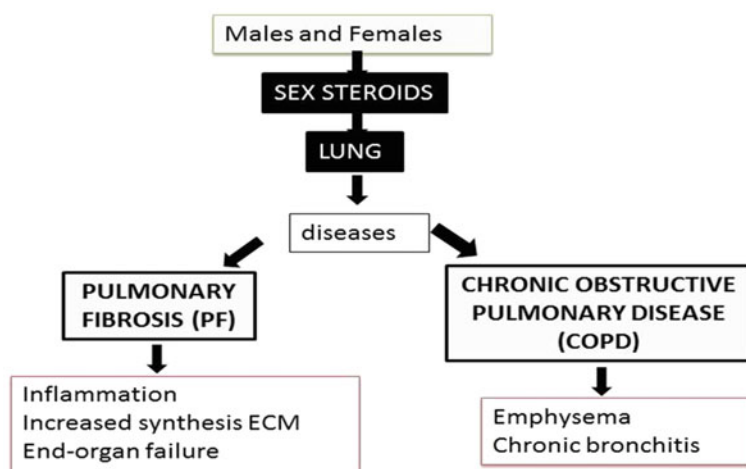 Males and Females
SEX STEROIDS
LUNG
diseases
PULMONARY
FIBROSIS (PF)
CHRONIC OBSTRUCTIVE
PULMONARY DISEASE
(COPD)
Inflammation
Increased synthesis ECM
End-organ failure
Emphysema
Chronic bronchitis